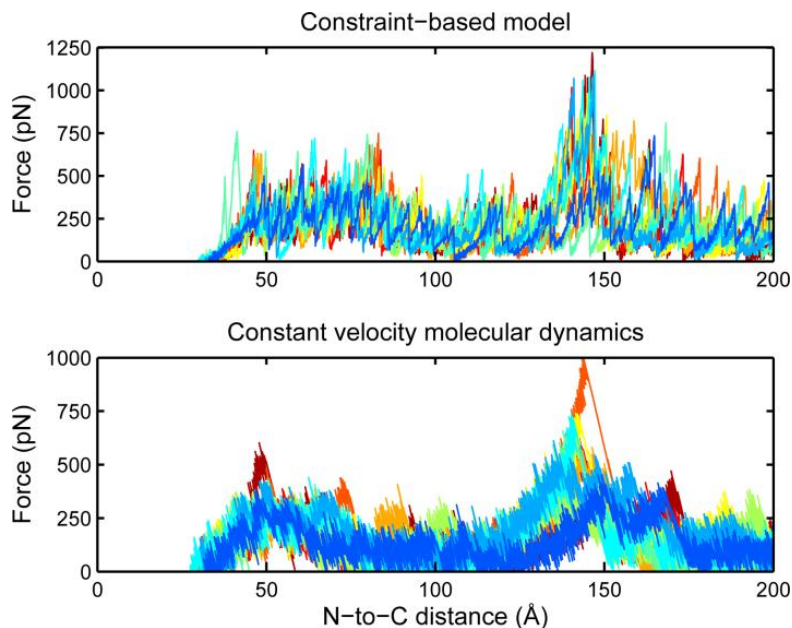 Constraint−based model
Force (pN)
1250
1000
750
500
250
0
0 50 100 150 200
Constant velocity molecular dynamics
Force (pN)
1000
750
500
250
0
0 50 100 150 200
N−to−C distance (Å)